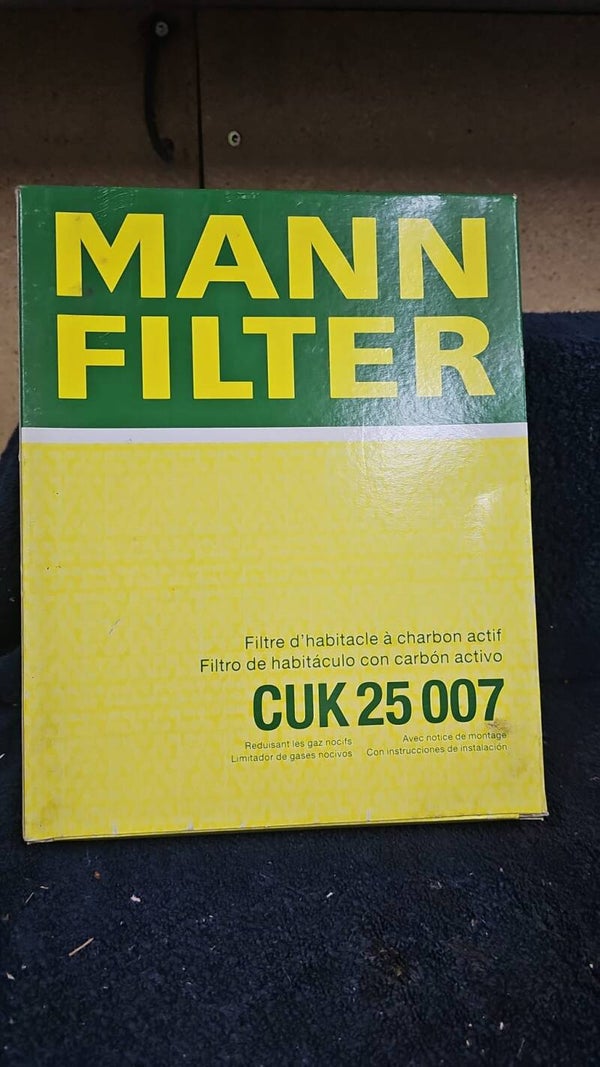 MANN
FILTER
Filtre d'habitacle à charbon actif
Filtro de habitáculo con carbón activo
CUK 25 007
Reduisant les gaz nocifs
Limitador de gases nocivos
Avec notice de montage
Con instrucciones de instalación